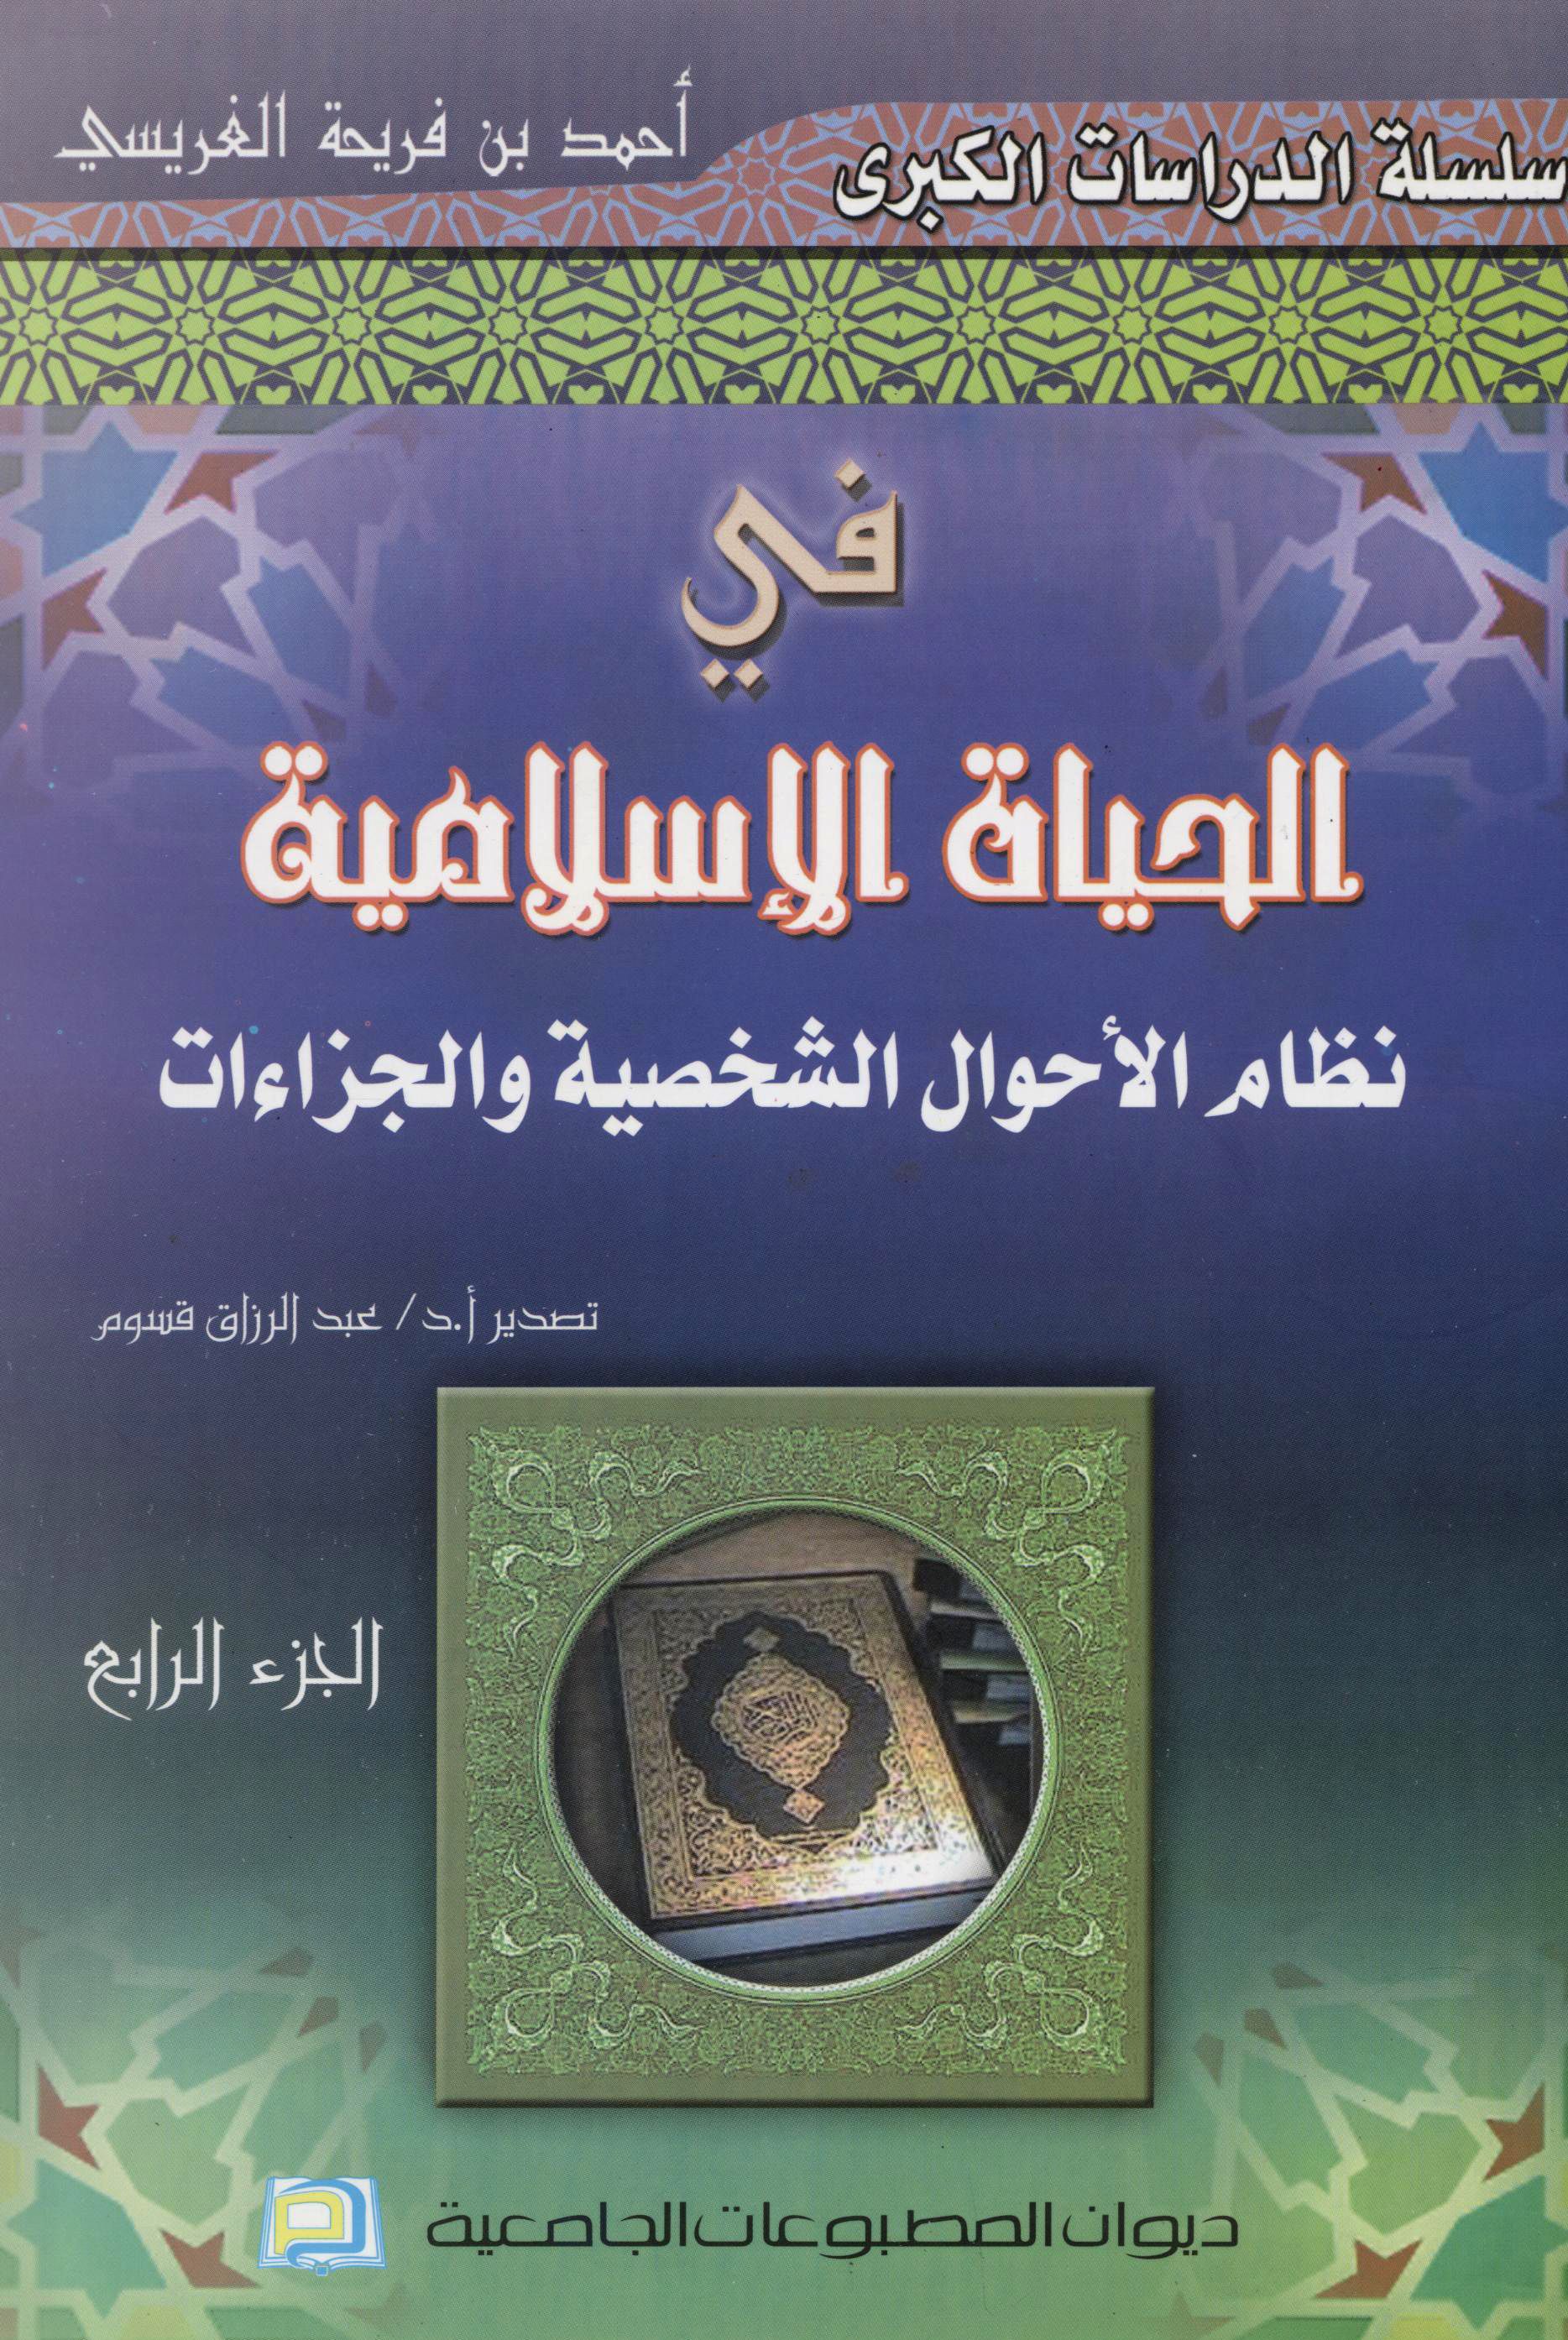 سلسلة الدراسات الكبرى
أحمد بن فريحة الغريسي
في
الحياة الإسلامية
نظام الأحوال الشخصية والجزاءات
تصدير أ.د/ عبد الرزاق قسوم
الجزء الرابع
ديوان المطبوعات الجامعية